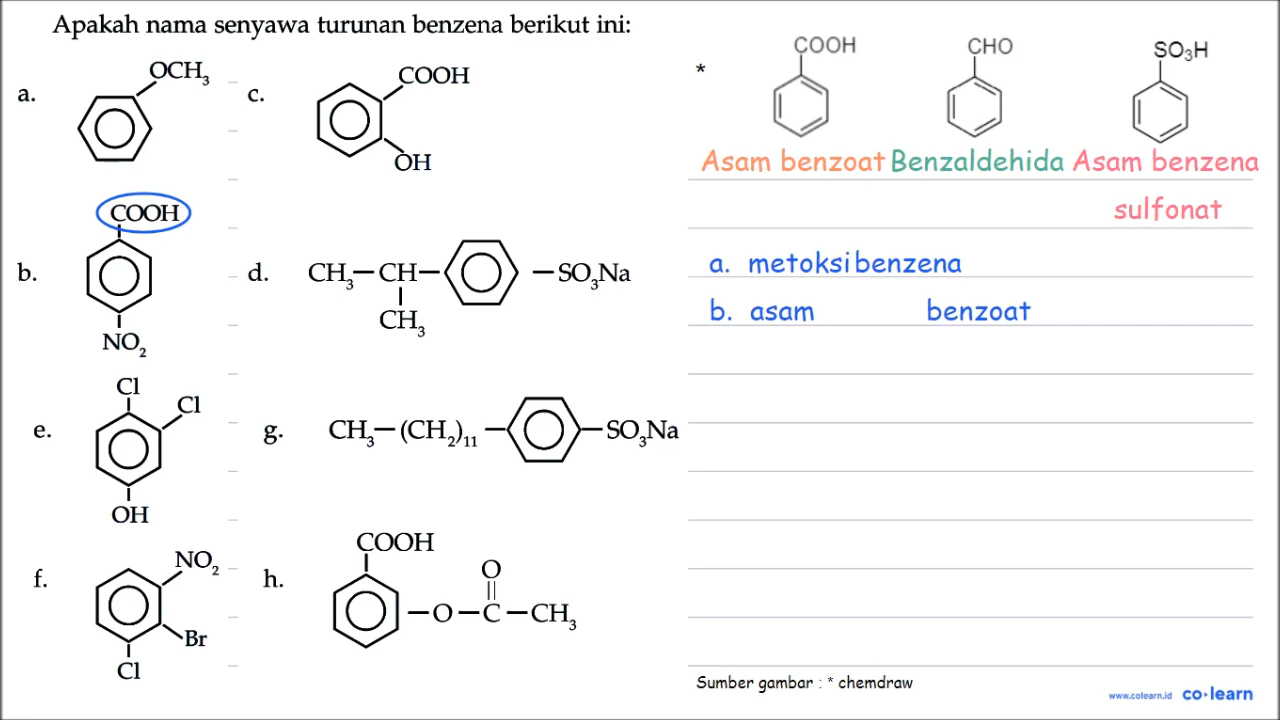 Apakah nama senyawa turunan benzena berikut ini:
a.
OCH₃
c.
COOH
OH
b.
COOH
NO₂
d.
CH₃—CH— —SO₃Na
CH₃
e.
Cl
Cl
OH
g.
CH₃—(CH₂)₁₁— —SO₃Na
f.
NO₂
Br
Cl
h.
COOH
O
—O—C—CH₃
*
COOH
CHO
SO₃H
Asam benzoat Benzaldehida Asam benzena
sulfonat
a. metoksibenzena
b. asam benzoat
Sumber gambar : * chemdraw
www.colearn.id co·learn